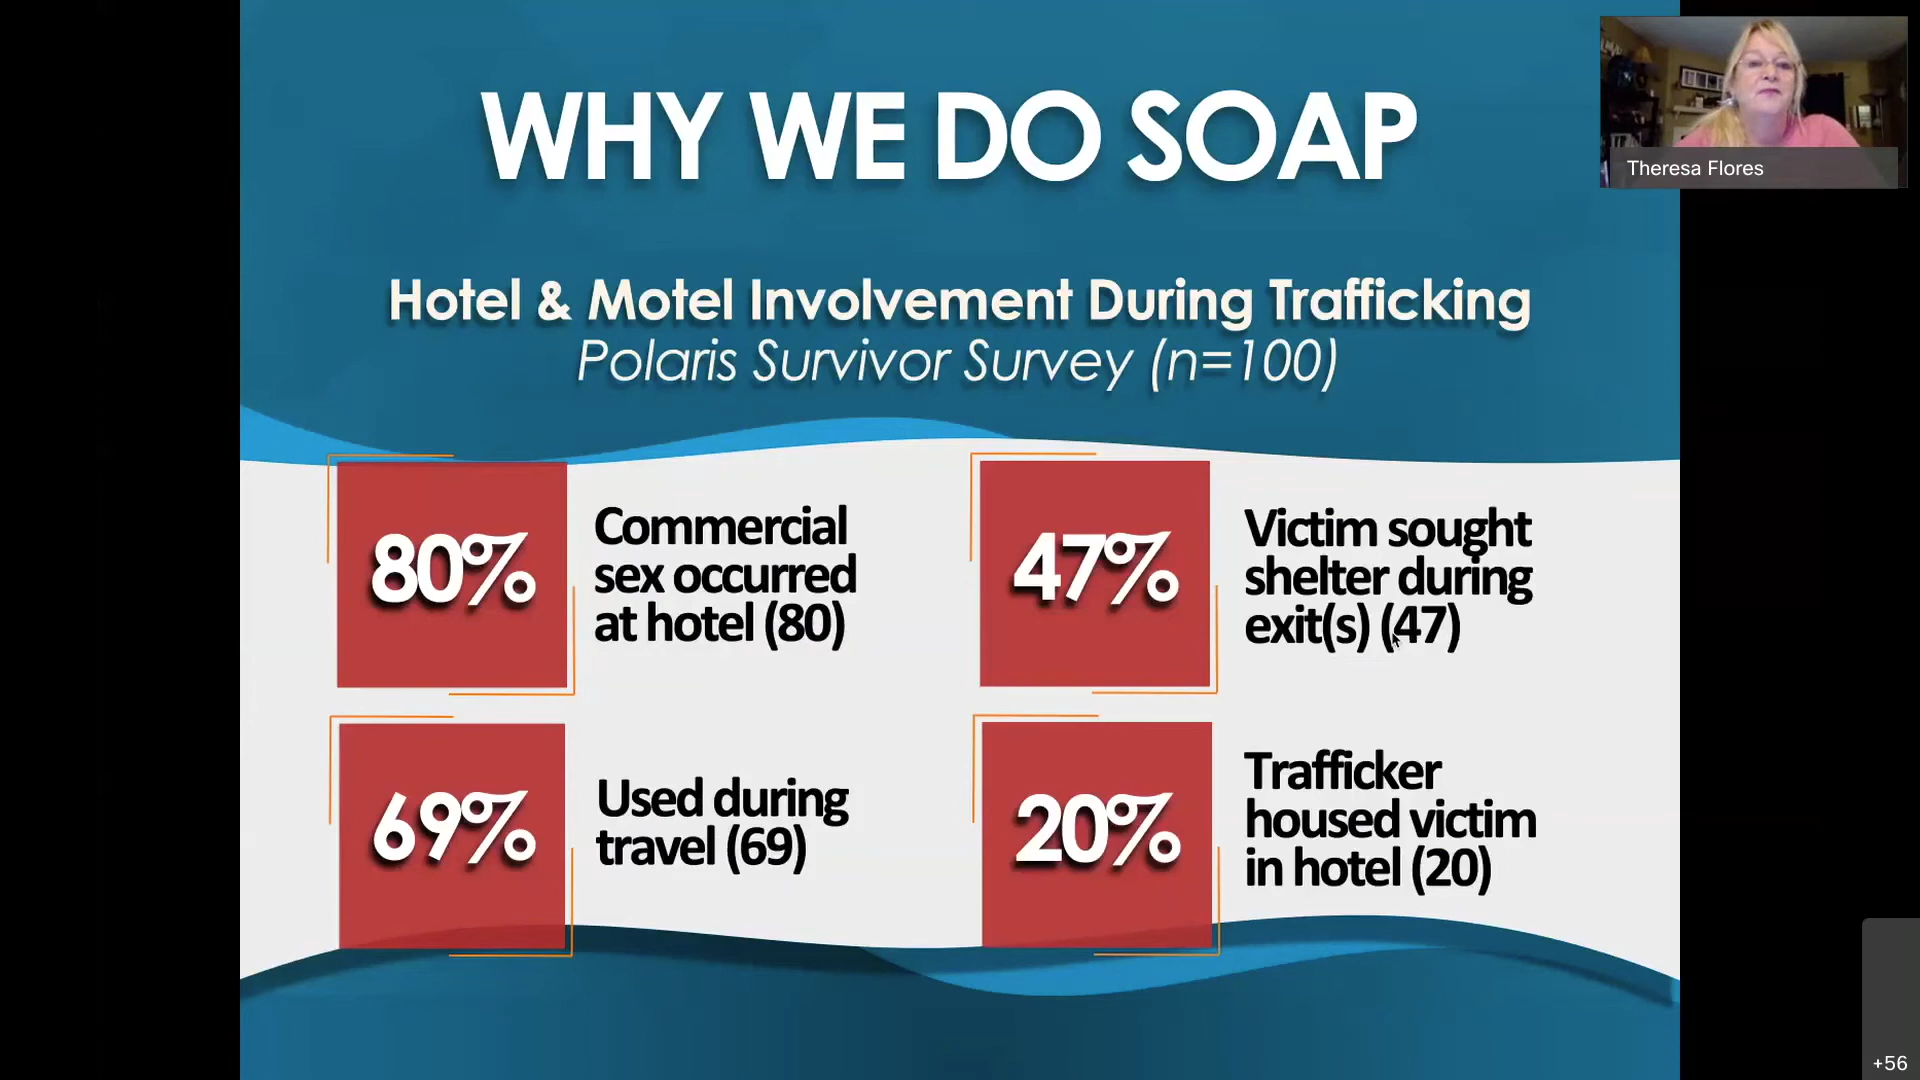 WHY WE DO SOAP
Theresa Flores
Hotel & Motel Involvement During Trafficking
Polaris Survivor Survey (n=100)
80%
Commercial
sex occurred
at hotel (80)
47%
Victim sought
shelter during
exit(s) (47)
69%
Used during
travel (69)
20%
Trafficker
housed victim
in hotel (20)
+56